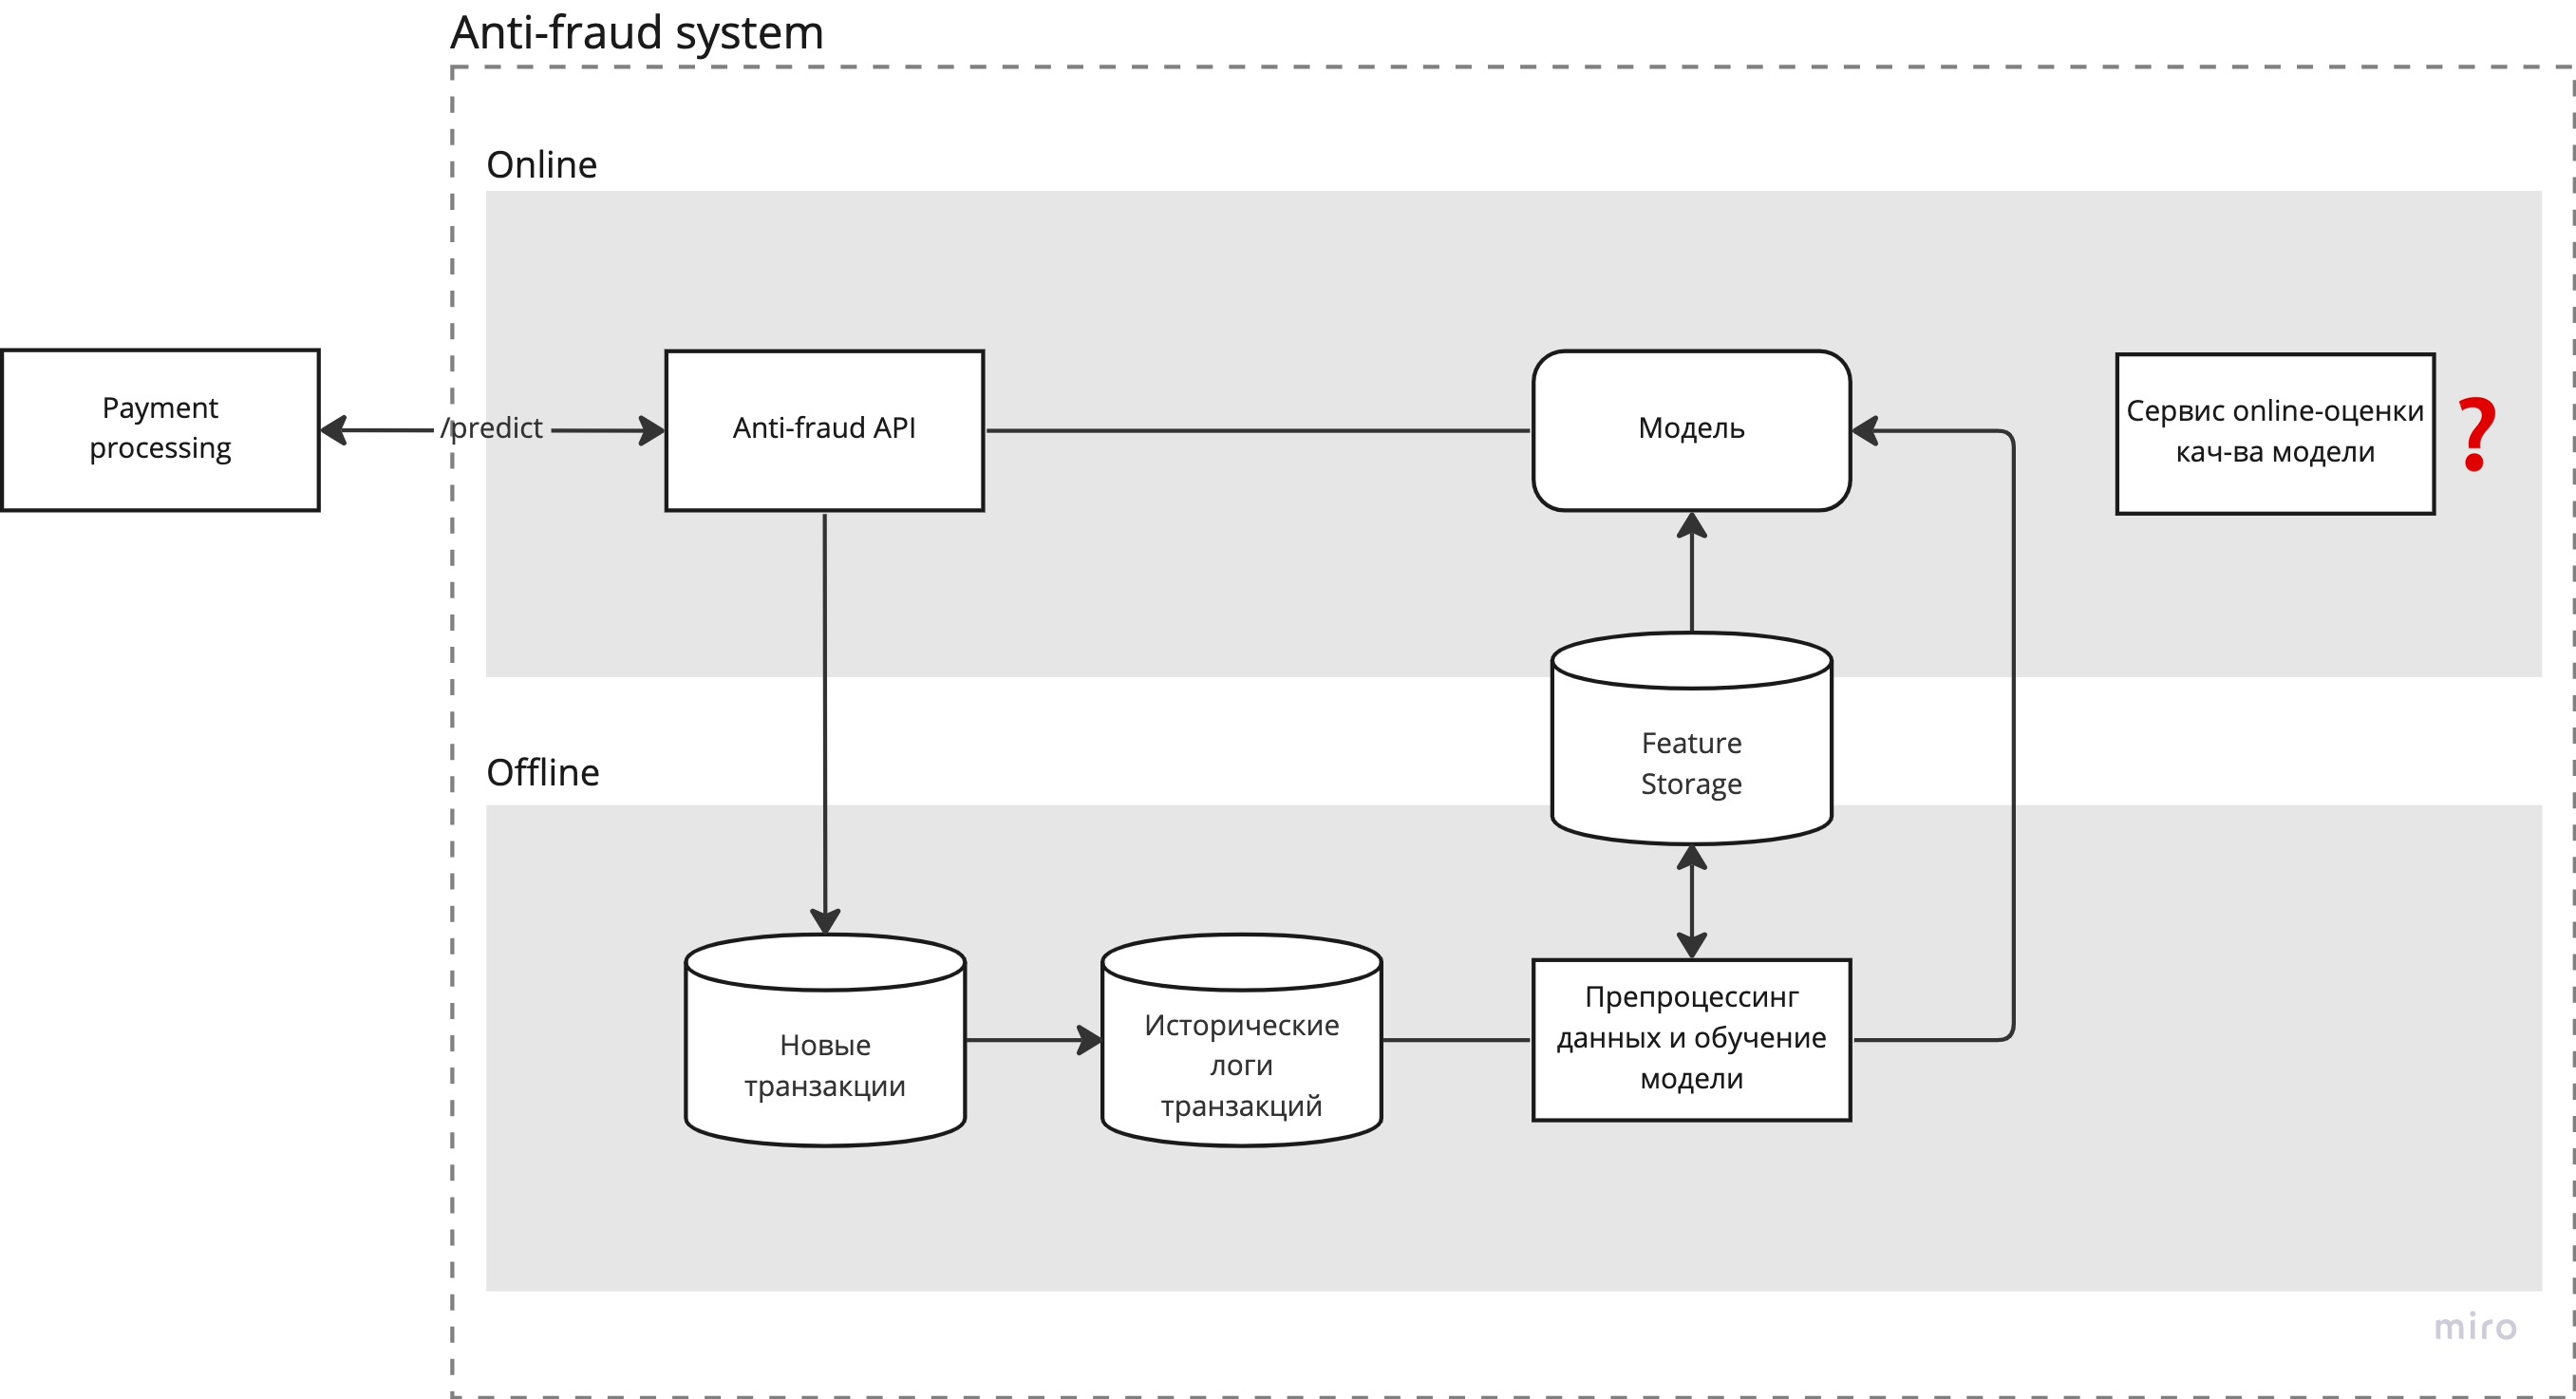 Anti-fraud system
Online
Payment
processing
/predict
Anti-fraud API
Модель
Сервис online-оценки
кач-ва модели
?
Feature
Storage
Offline
Новые
транзакции
Исторические
логи
транзакций
Препроцессинг
данных и обучение
модели
miro